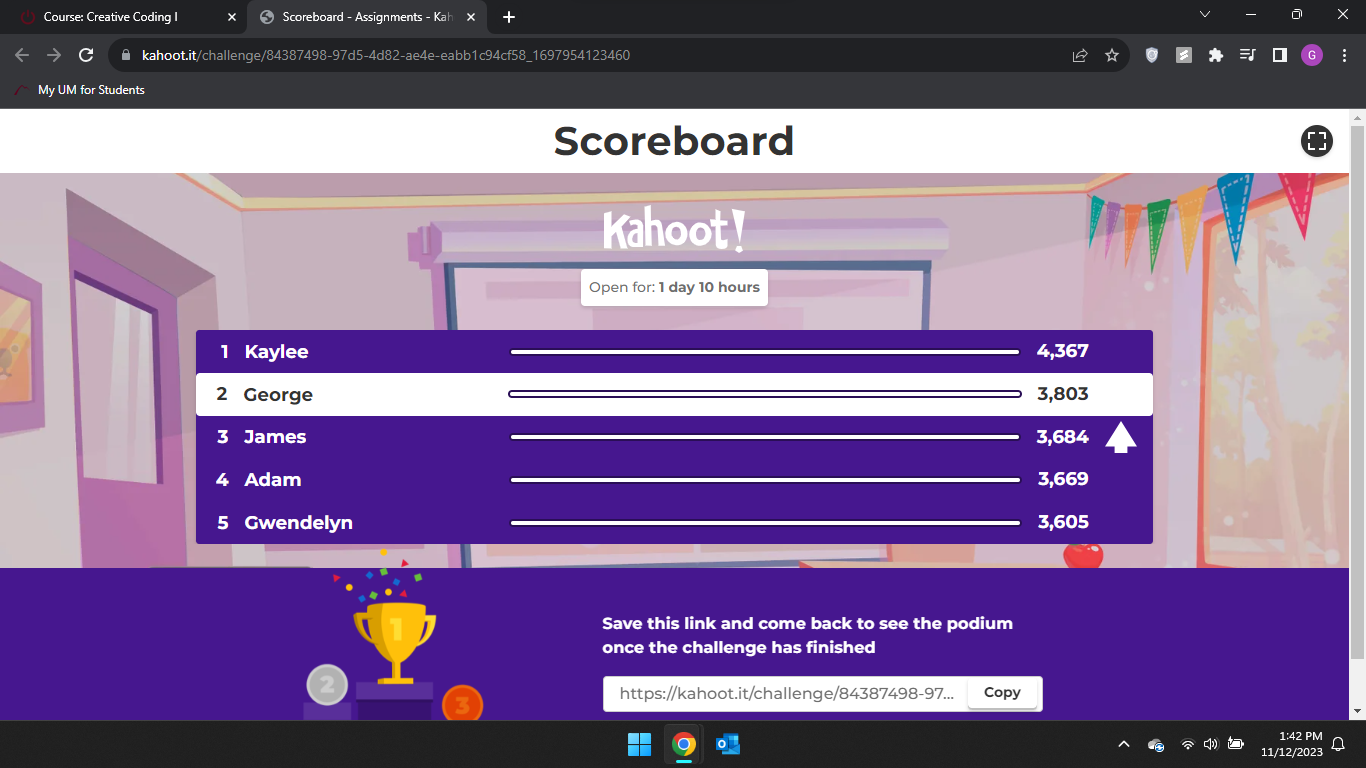 Course: Creative Coding I
Scoreboard - Assignments - Kah
kahoot.it/challenge/84387498-97d5-4d82-ae4e-eabb1c94cf58_1697954123460
G
My UM for Students
Scoreboard
Kahoot!
Open for: 1 day 10 hours
1 Kaylee 4,367
2 George 3,803
3 James 3,684
4 Adam 3,669
5 Gwendelyn 3,605
1
2
3
Save this link and come back to see the podium
once the challenge has finished
https://kahoot.it/challenge/84387498-97... Copy
1:42 PM
11/12/2023